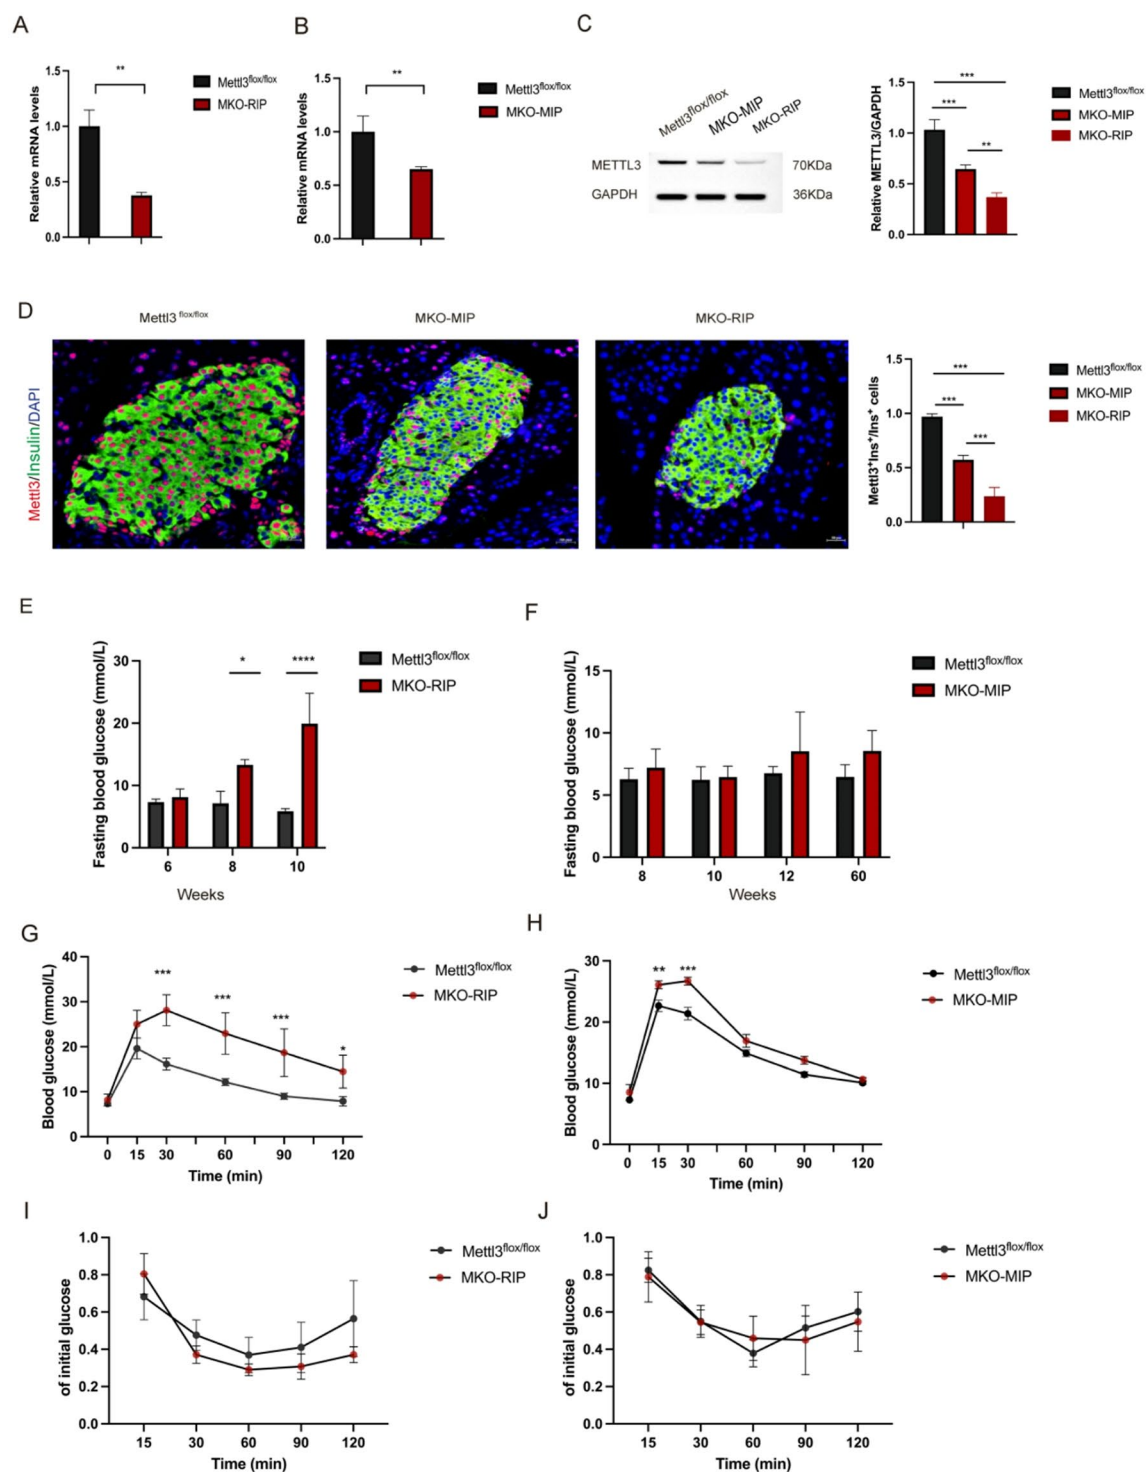 A
Relative mRNA levels
1.5
1.0
0.5
0.0
**
Mettl3flox/flox
MKO-RIP
B
Relative mRNA levels
1.5
1.0
0.5
0.0
**
Mettl3flox/flox
MKO-MIP
C
Mettl3flox/flox
MKO-MIP
MKO-RIP
METTL3
70KDa
GAPDH
36KDa
Relative METTL3/GAPDH
1.5
1.0
0.5
0.0
***
***
**
Mettl3flox/flox
MKO-MIP
MKO-RIP
D
Mettl3 flox/flox
MKO-MIP
MKO-RIP
Mettl3/Insulin/DAPI
Mettl3+Ins+/Ins+ cells
1.5
1.0
0.5
0.0
***
***
***
Mettl3flox/flox
MKO-MIP
MKO-RIP
E
Fasting blood glucose (mmol/L)
30
20
10
0
*
****
6
8
10
Weeks
Mettl3flox/flox
MKO-RIP
F
Fasting blood glucose (mmol/L)
15
10
5
0
8
10
12
60
Weeks
Mettl3flox/flox
MKO-MIP
G
Blood glucose (mmol/L)
40
30
20
10
0
***
***
***
*
0 15 30 60 90 120
Time (min)
Mettl3flox/flox
MKO-RIP
H
Blood glucose (mmol/L)
30
20
10
0
**
***
0 15 30 60 90 120
Time (min)
Mettl3flox/flox
MKO-MIP
I
of initial glucose
1.0
0.8
0.6
0.4
0.2
0.0
15 30 60 90 120
Time (min)
Mettl3flox/flox
MKO-RIP
J
of initial glucose
1.0
0.8
0.6
0.4
0.2
0.0
15 30 60 90 120
Time (min)
Mettl3flox/flox
MKO-MIP